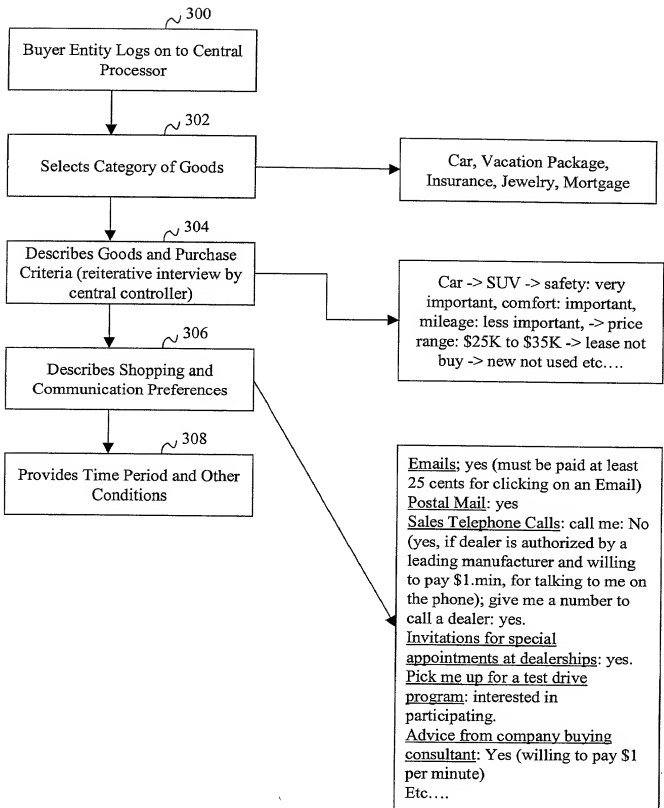 300
Buyer Entity Logs on to Central
Processor
302
Selects Category of Goods
Car, Vacation Package,
Insurance, Jewelry, Mortgage
304
Describes Goods and Purchase
Criteria (reiterative interview by
central controller)
Car -> SUV -> safety: very
important, comfort: important,
mileage: less important, -> price
range: $25K to $35K -> lease not
buy -> new not used etc….
306
Describes Shopping and
Communication Preferences
308
Provides Time Period and Other
Conditions
Emails; yes (must be paid at least
25 cents for clicking on an Email)
Postal Mail: yes
Sales Telephone Calls: call me: No
(yes, if dealer is authorized by a
leading manufacturer and willing
to pay $1.min, for talking to me on
the phone); give me a number to
call a dealer: yes.
Invitations for special
appointments at dealerships: yes.
Pick me up for a test drive
program: interested in
participating.
Advice from company buying
consultant: Yes (willing to pay $1
per minute)
Etc….